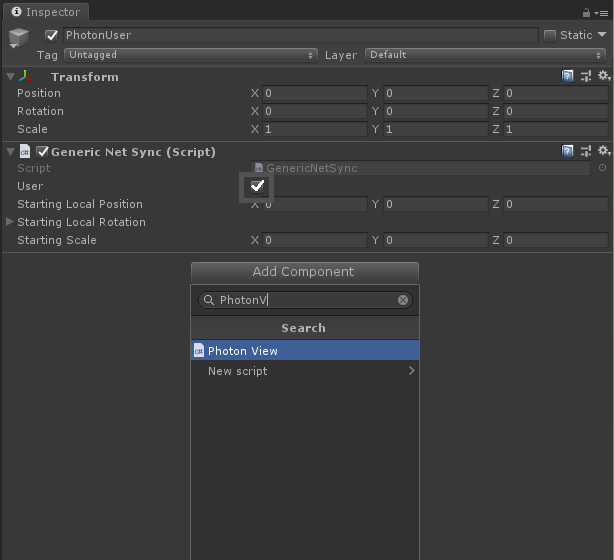 Inspector
PhotonUser Static
Tag Untagged Layer Default
Transform
Position X 0 Y 0 Z 0
Rotation X 0 Y 0 Z 0
Scale X 1 Y 1 Z 1
Generic Net Sync (Script)
Script GenericNetSync
User
Starting Local Position X 0 Y 0 Z 0
Starting Local Rotation
Starting Scale X 0 Y 0 Z 0
Add Component
PhotonV
Search
Photon View
New script